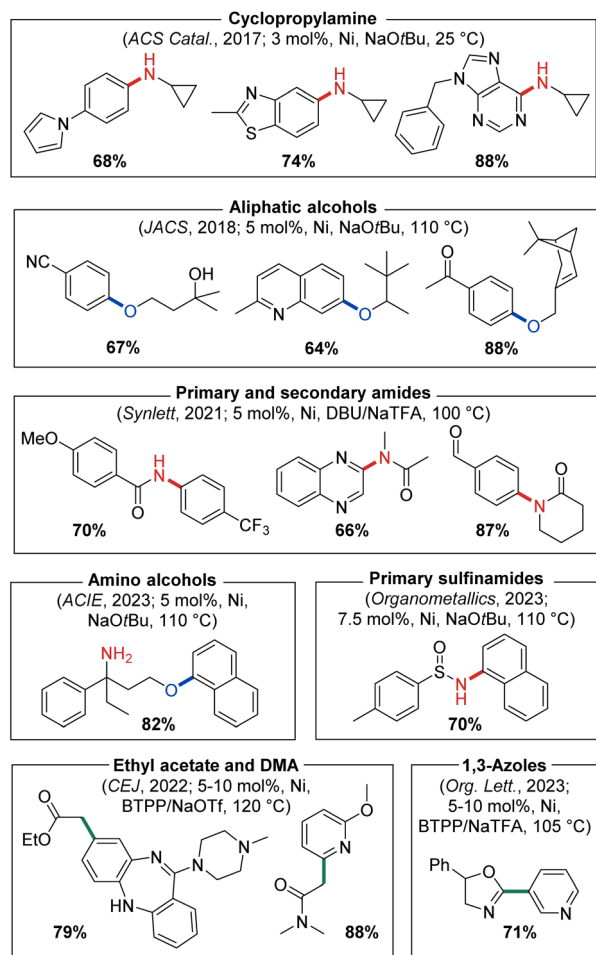 Cyclopropylamine
(ACS Catal., 2017; 3 mol%, Ni, NaOtBu, 25 °C)
H
N
N
68%
N
S
H
N
74%
N
N
N
N
H
N
88%
Aliphatic alcohols
(JACS, 2018; 5 mol%, Ni, NaOtBu, 110 °C)
NC
O
OH
67%
N
O
64%
O
O
88%
Primary and secondary amides
(Synlett, 2021; 5 mol%, Ni, DBU/NaTFA, 100 °C)
MeO
O
H
N
CF3
70%
N
N
N
O
66%
O
N
O
87%
Amino alcohols
(ACIE, 2023; 5 mol%, Ni,
NaOtBu, 110 °C)
NH2
O
82%
Primary sulfinamides
(Organometallics, 2023;
7.5 mol%, Ni, NaOtBu, 110 °C)
O
S
N
H
70%
Ethyl acetate and DMA
(CEJ, 2022; 5-10 mol%, Ni,
BTPP/NaOTf, 120 °C)
O
EtO
N
N
N
HN
79%
O
N
O
N
88%
1,3-Azoles
(Org. Lett., 2023;
5-10 mol%, Ni,
BTPP/NaTFA, 105 °C)
Ph
O
N
N
71%